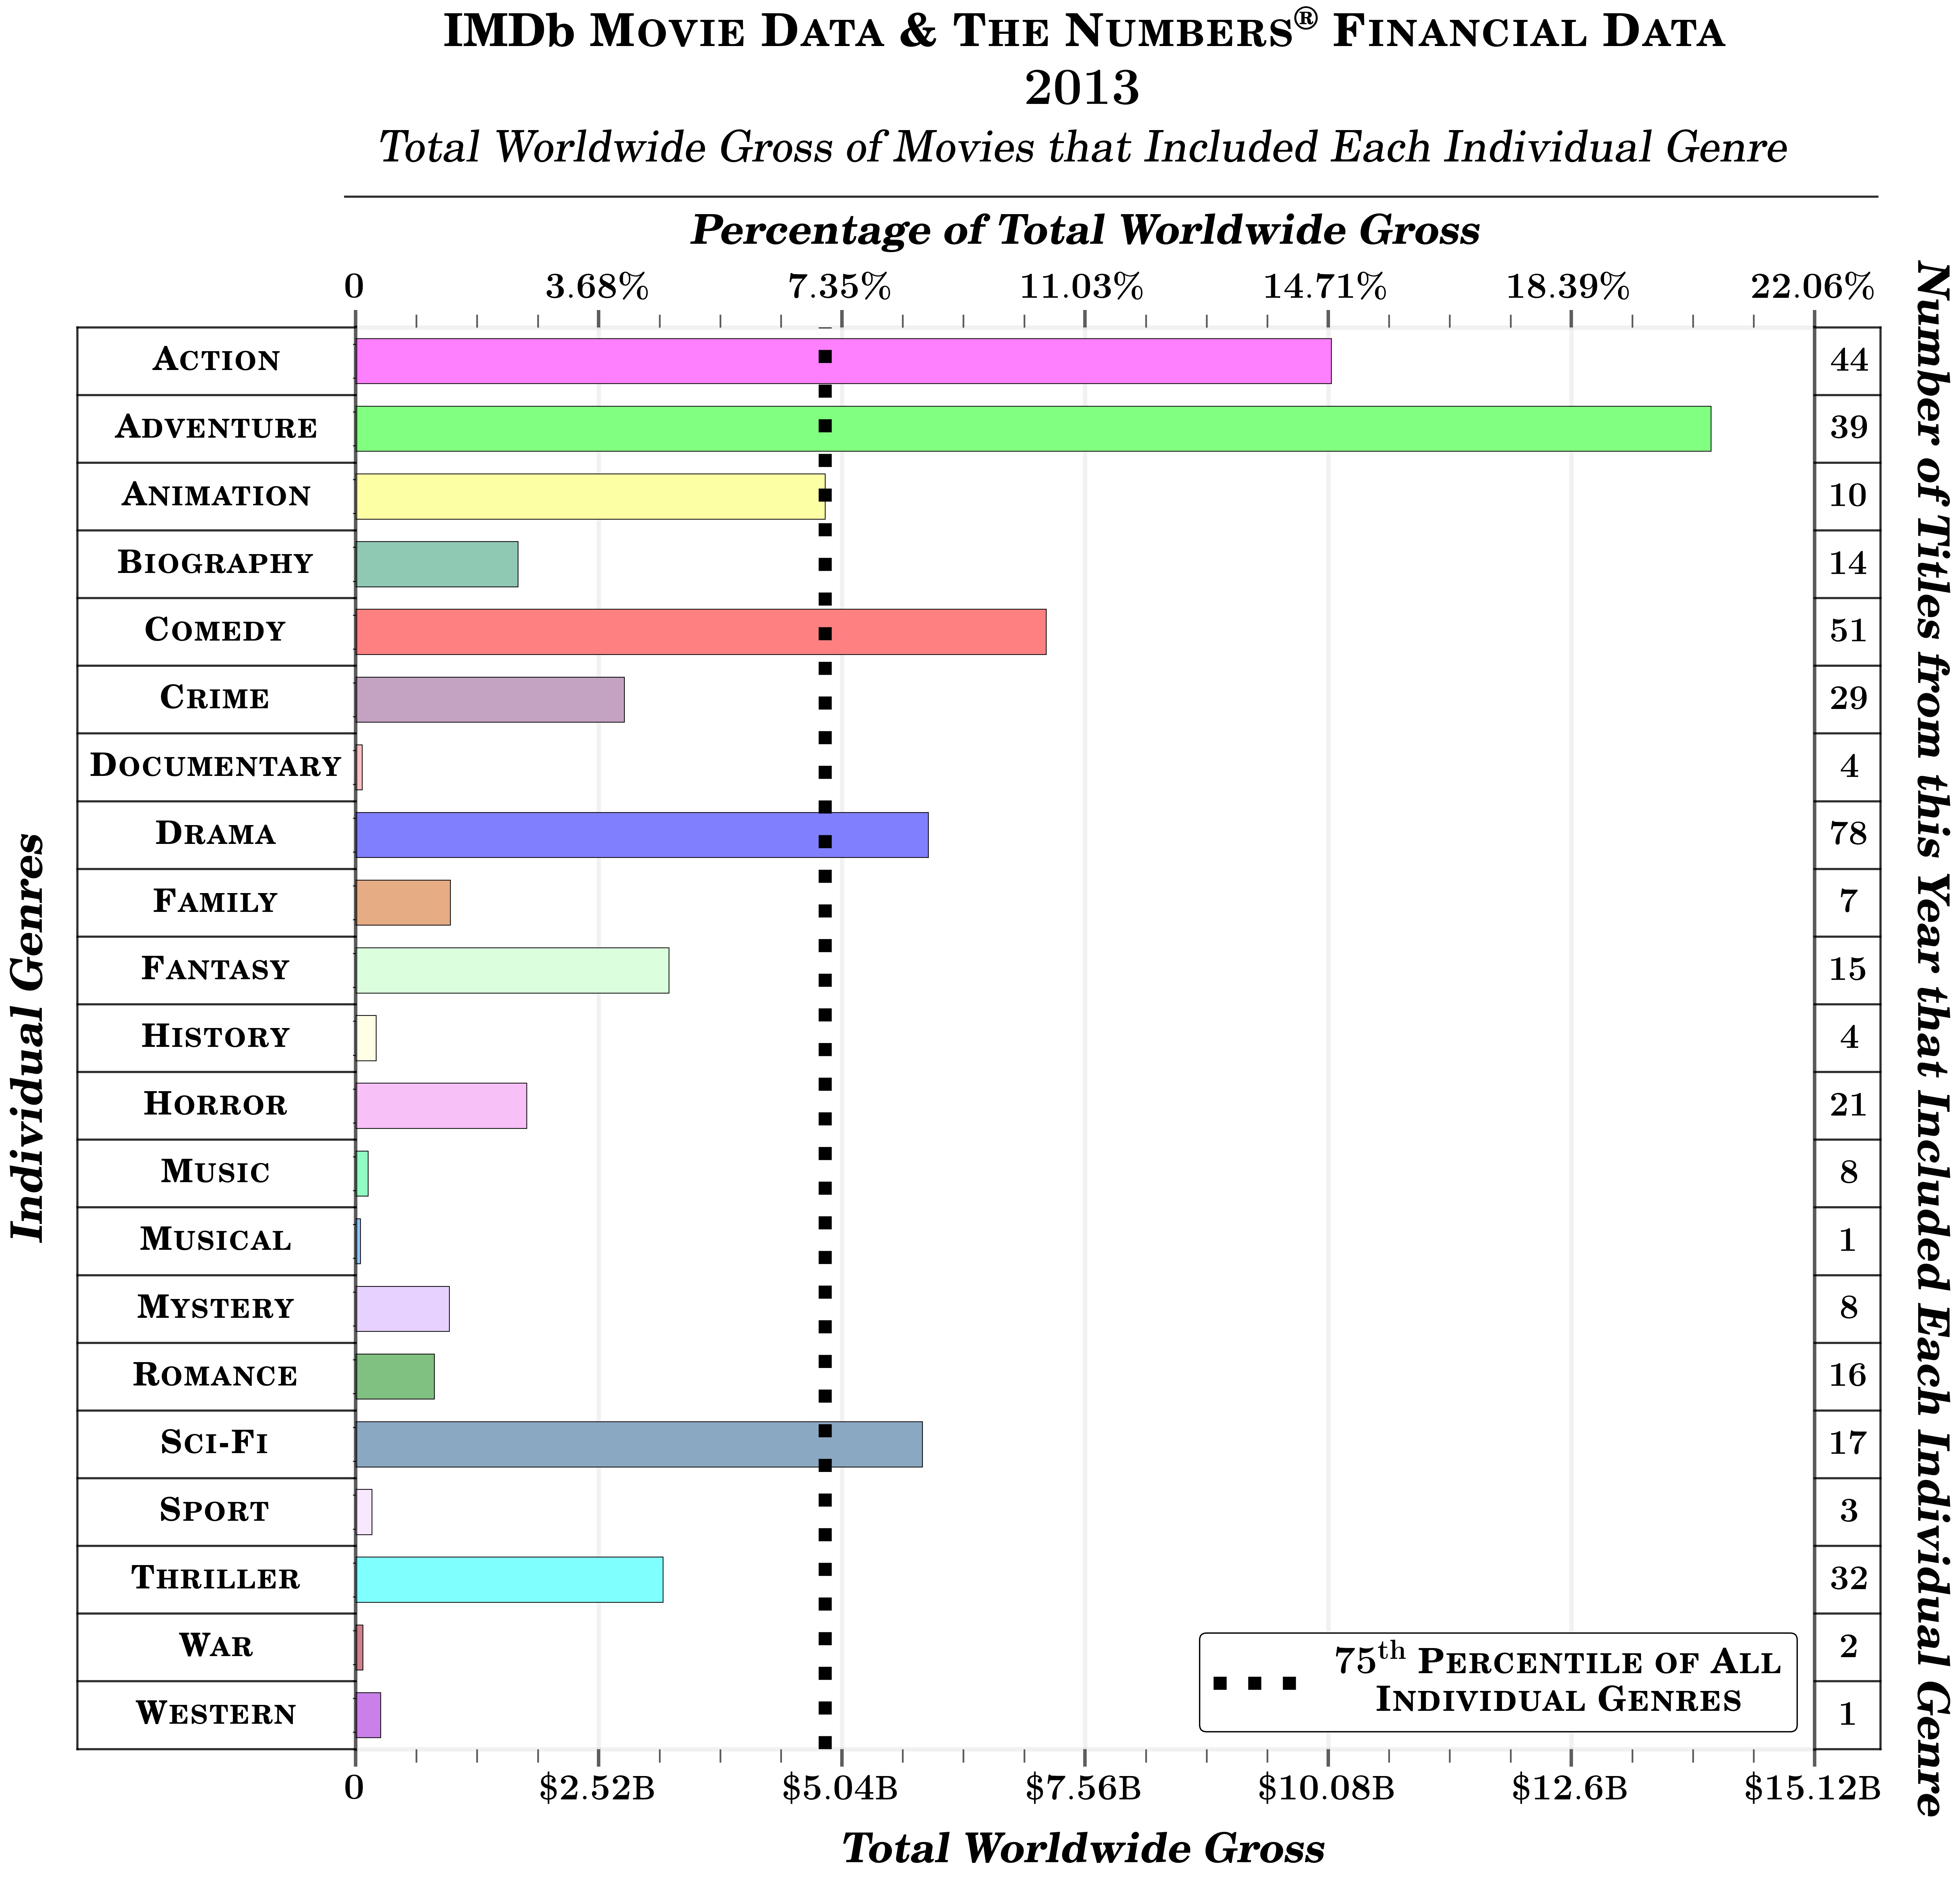 IMDb MOVIE DATA & THE NUMBERS® FINANCIAL DATA
2013
Total Worldwide Gross of Movies that Included Each Individual Genre
Percentage of Total Worldwide Gross
0 3.68% 7.35% 11.03% 14.71% 18.39% 22.06%
Individual Genres
ACTION 44
ADVENTURE 39
ANIMATION 10
BIOGRAPHY 14
COMEDY 51
CRIME 29
DOCUMENTARY 4
DRAMA 78
FAMILY 7
FANTASY 15
HISTORY 4
HORROR 21
MUSIC 8
MUSICAL 1
MYSTERY 8
ROMANCE 16
SCI-FI 17
SPORT 3
THRILLER 32
WAR 2
WESTERN 1
Number of Titles from this Year that Included Each Individual Genre
75th PERCENTILE OF ALL
INDIVIDUAL GENRES
0 $2.52B $5.04B $7.56B $10.08B $12.6B $15.12B
Total Worldwide Gross